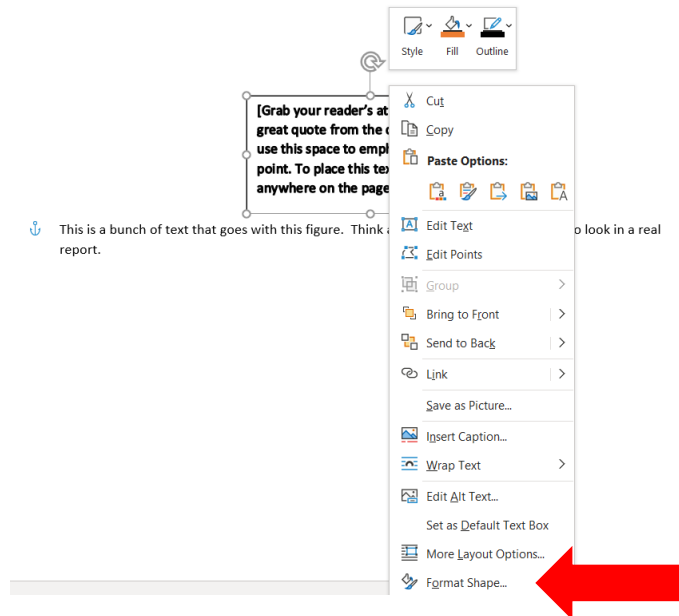 Style Fill Outline
[Grab your reader's at
great quote from the
use this space to emph
point. To place this tex
anywhere on the page
This is a bunch of text that goes with this figure. Think
o look in a real
report.
Cut
Copy
Paste Options:
Edit Text
Edit Points
Group
Bring to Front
Send to Back
Link
Save as Picture...
Insert Caption...
Wrap Text
Edit Alt Text...
Set as Default Text Box
More Layout Options...
Format Shape...